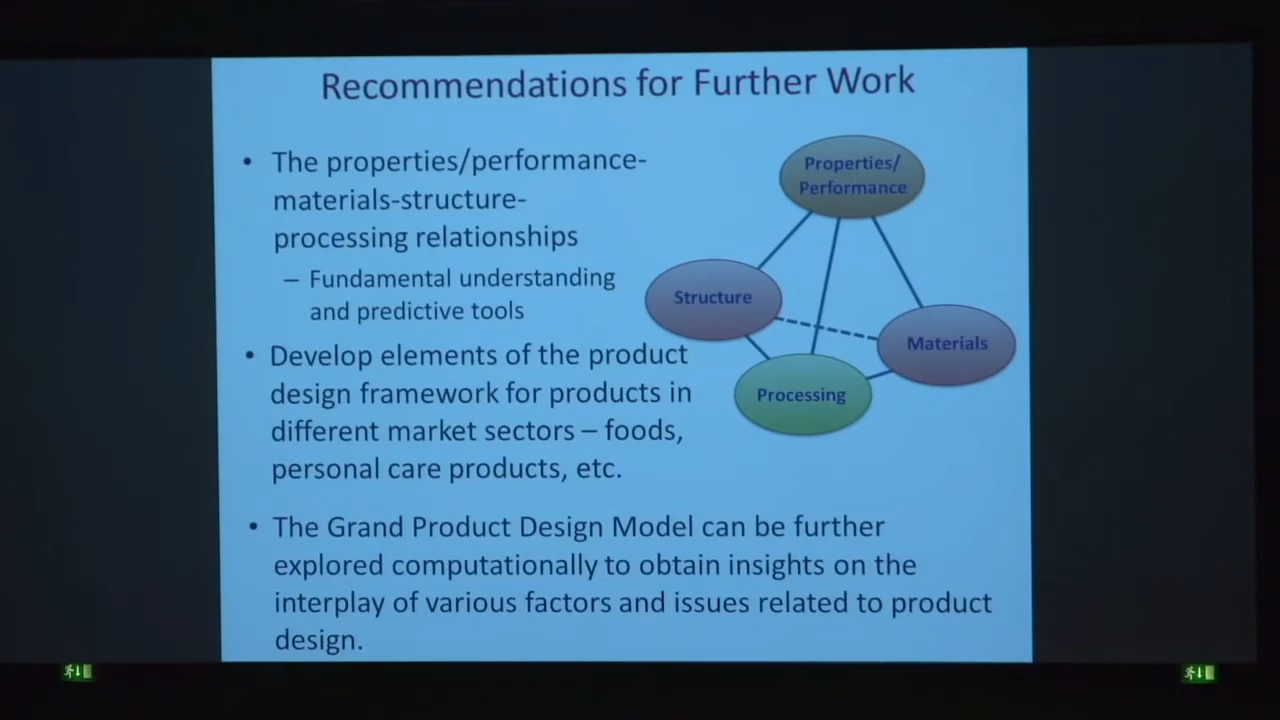 Recommendations for Further Work
• The properties/performance-
materials-structure-
processing relationships
– Fundamental understanding
and predictive tools
• Develop elements of the product
design framework for products in
different market sectors – foods,
personal care products, etc.
• The Grand Product Design Model can be further
explored computationally to obtain insights on the
interplay of various factors and issues related to product
design.
Properties/
Performance
Structure
Materials
Processing